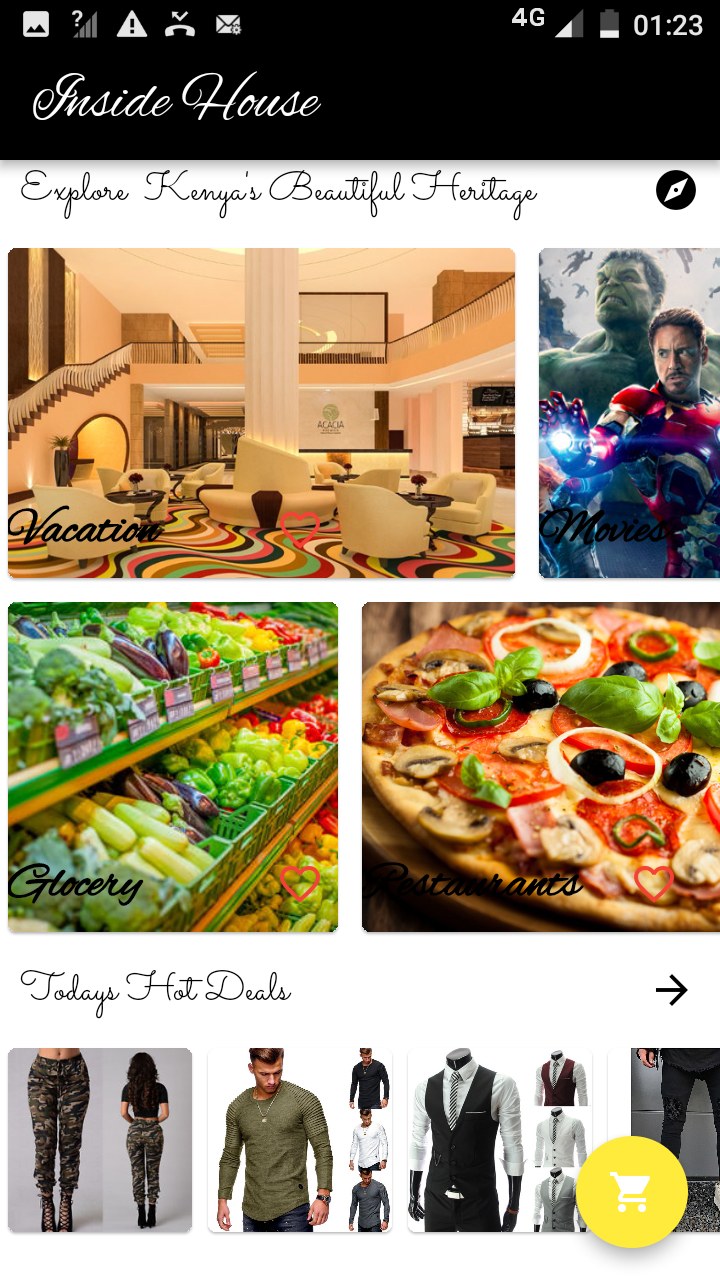 4G 01:23
Inside House
Explore Kenya's Beautiful Heritage
ACACIA
Vacation
Movies
Glocery
Restaurants
Todays Hot Deals